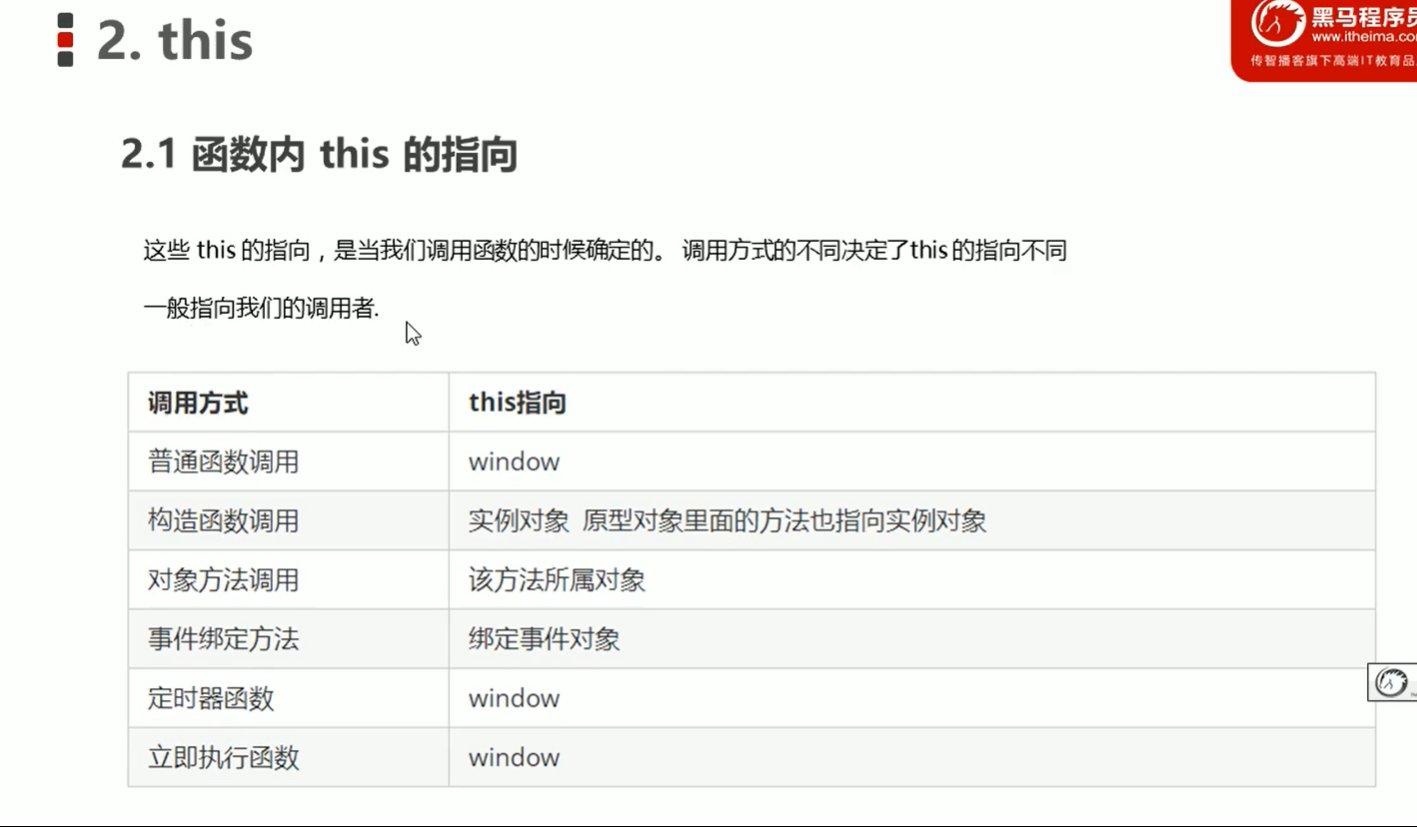 2. this
黑马程序员
www.itheima.co
传智播客旗下高端IT教育品
2.1 函数内 this 的指向
这些 this 的指向，是当我们调用函数的时候确定的。 调用方式的不同决定了this 的指向不同
一般指向我们的调用者.
调用方式 this指向
普通函数调用 window
构造函数调用 实例对象 原型对象里面的方法也指向实例对象
对象方法调用 该方法所属对象
事件绑定方法 绑定事件对象
定时器函数 window
立即执行函数 window